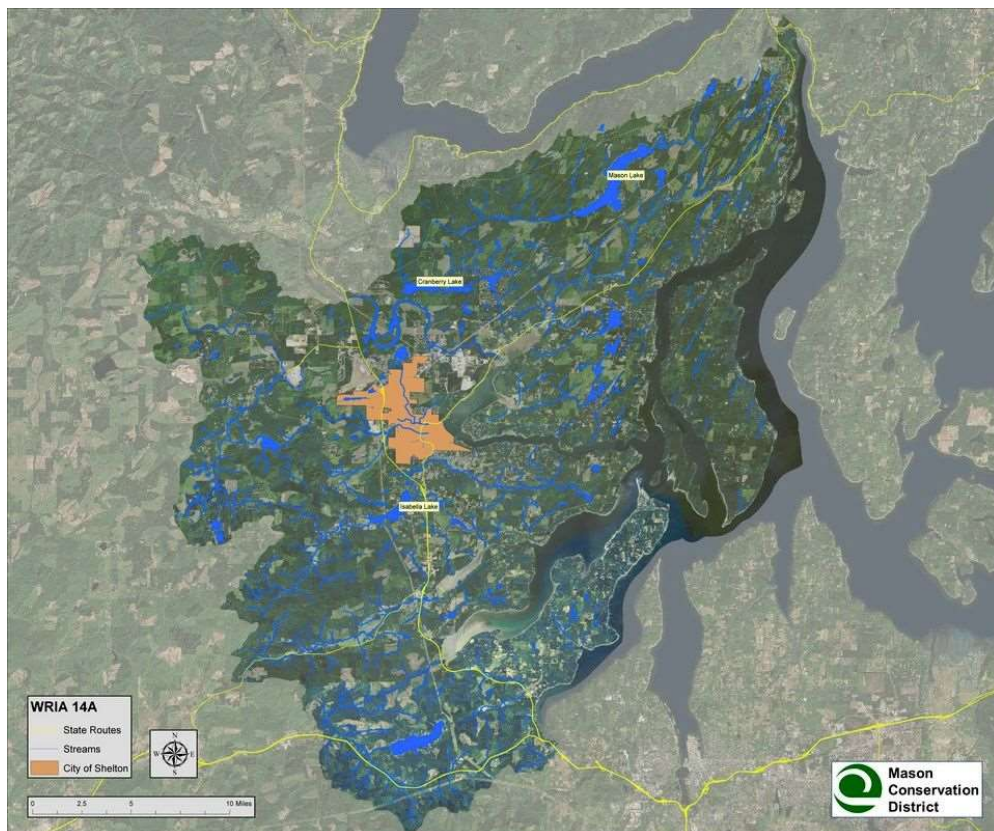 Mason Lake
Cranberry Lake
Isabella Lake
WRIA 14A
State Routes
Streams
City of Shelton
N
W E
S
0 2.5 5 10 Miles
Mason
Conservation
District